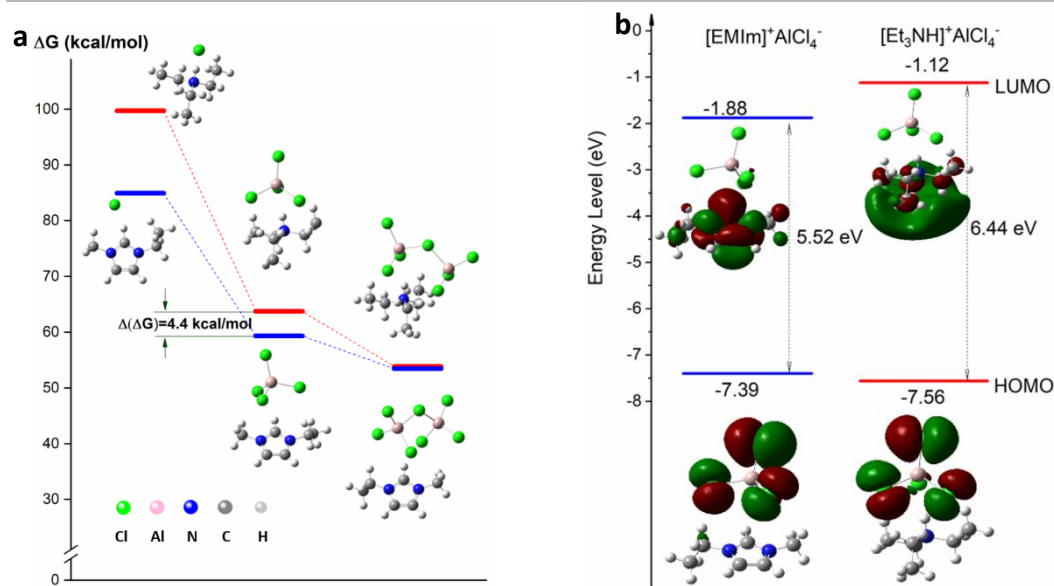 a
ΔG (kcal/mol)
100
90
80
70
60
50
40
30
0
Δ(ΔG)=4.4 kcal/mol
Cl Al N C H
b
Energy Level (eV)
0
-1
-2
-3
-4
-5
-6
-7
-8
[EMIm]⁺AlCl₄⁻
[Et₃NH]⁺AlCl₄⁻
-1.88
-1.12
LUMO
5.52 eV
6.44 eV
-7.39
-7.56
HOMO